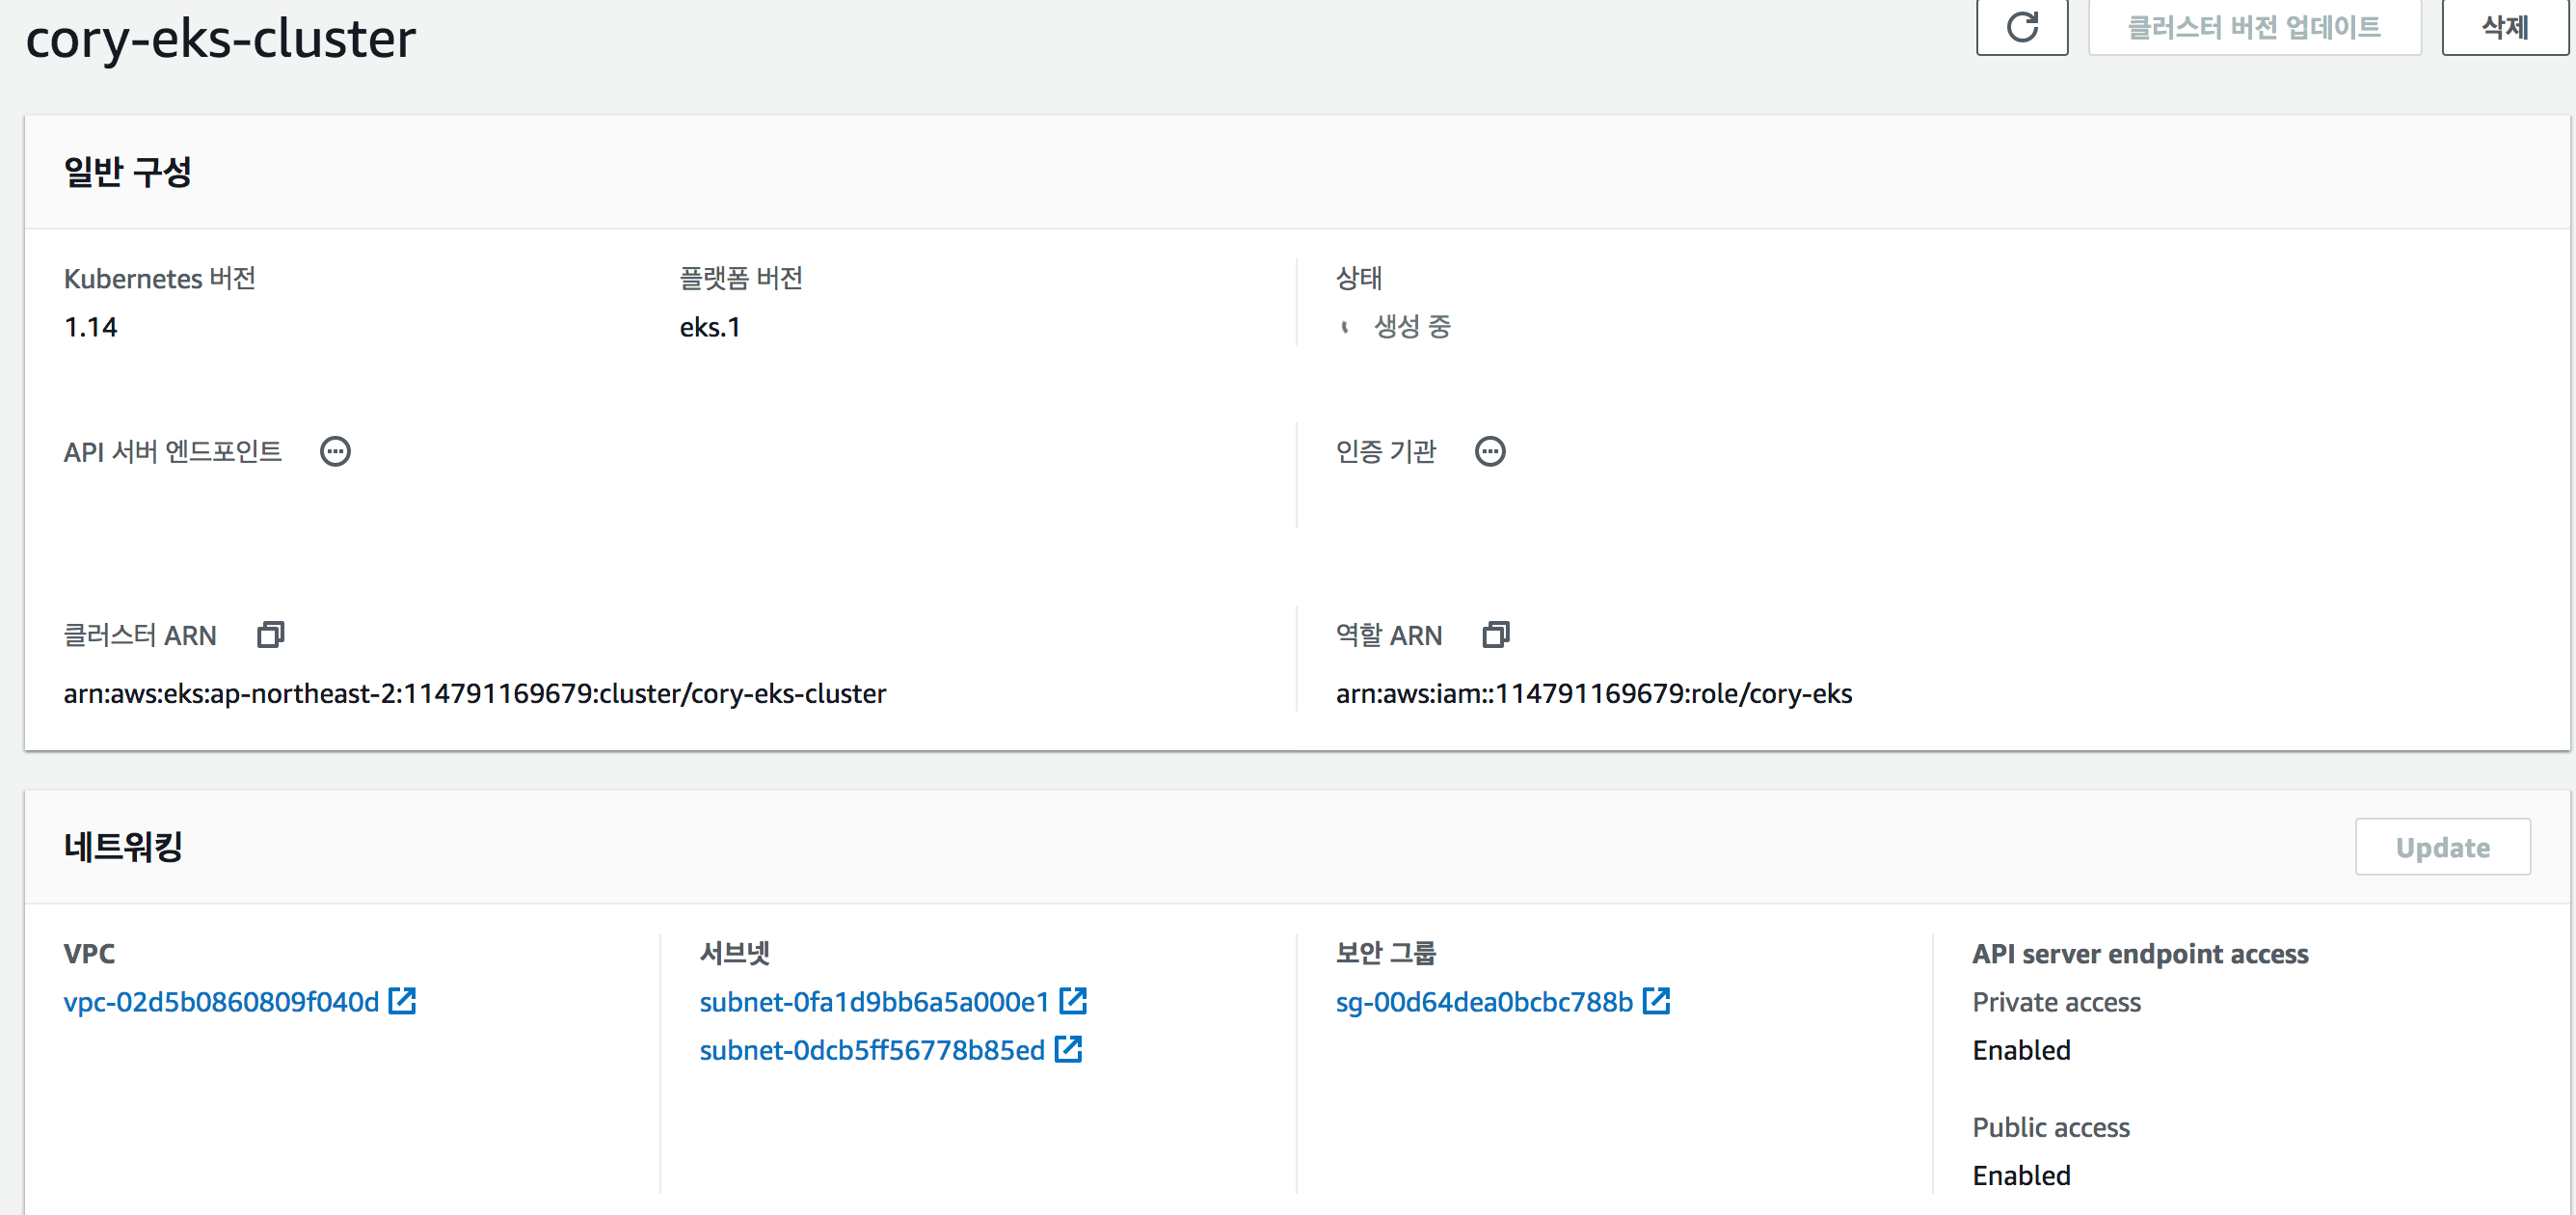 cory-eks-cluster
클러스터 버전 업데이트
삭제
일반 구성
Kubernetes 버전
1.14
플랫폼 버전
eks.1
상태
생성 중
API 서버 엔드포인트
인증 기관
클러스터 ARN
arn:aws:eks:ap-northeast-2:114791169679:cluster/cory-eks-cluster
역할 ARN
arn:aws:iam::114791169679:role/cory-eks
네트워킹
Update
VPC
vpc-02d5b0860809f040d
서브넷
subnet-0fa1d9bb6a5a000e1
subnet-0dcb5ff56778b85ed
보안 그룹
sg-00d64dea0bcbc788b
API server endpoint access
Private access
Enabled
Public access
Enabled